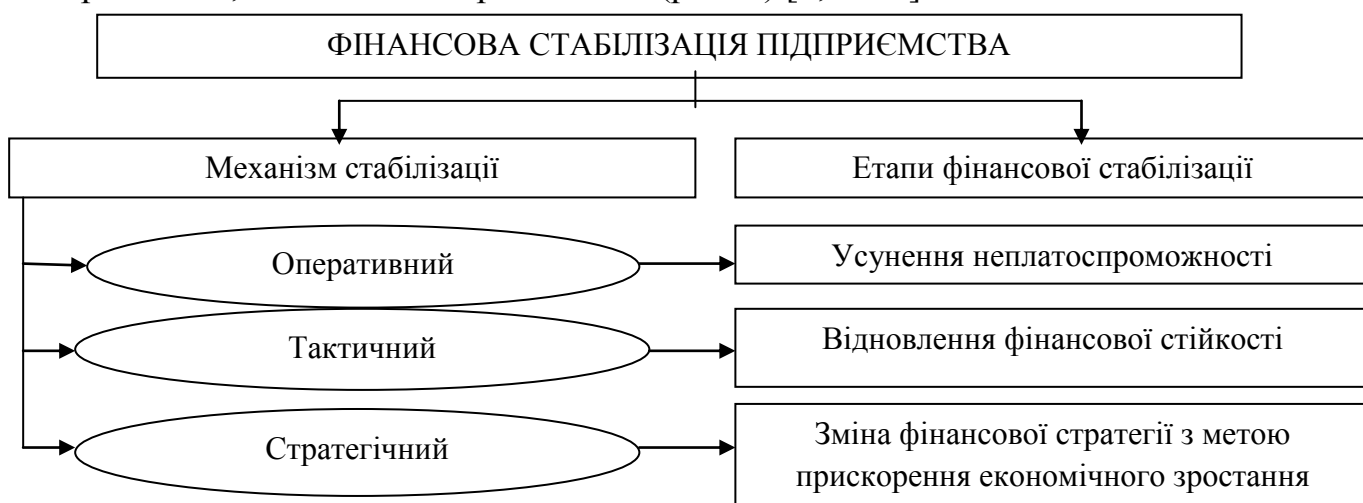 ФІНАНСОВА СТАБІЛІЗАЦІЯ ПІДПРИЄМСТВА
Механізм стабілізації
Етапи фінансової стабілізації
Оперативний
Усунення неплатоспроможності
Тактичний
Відновлення фінансової стійкості
Стратегічний
Зміна фінансової стратегії з метою
прискорення економічного зростання